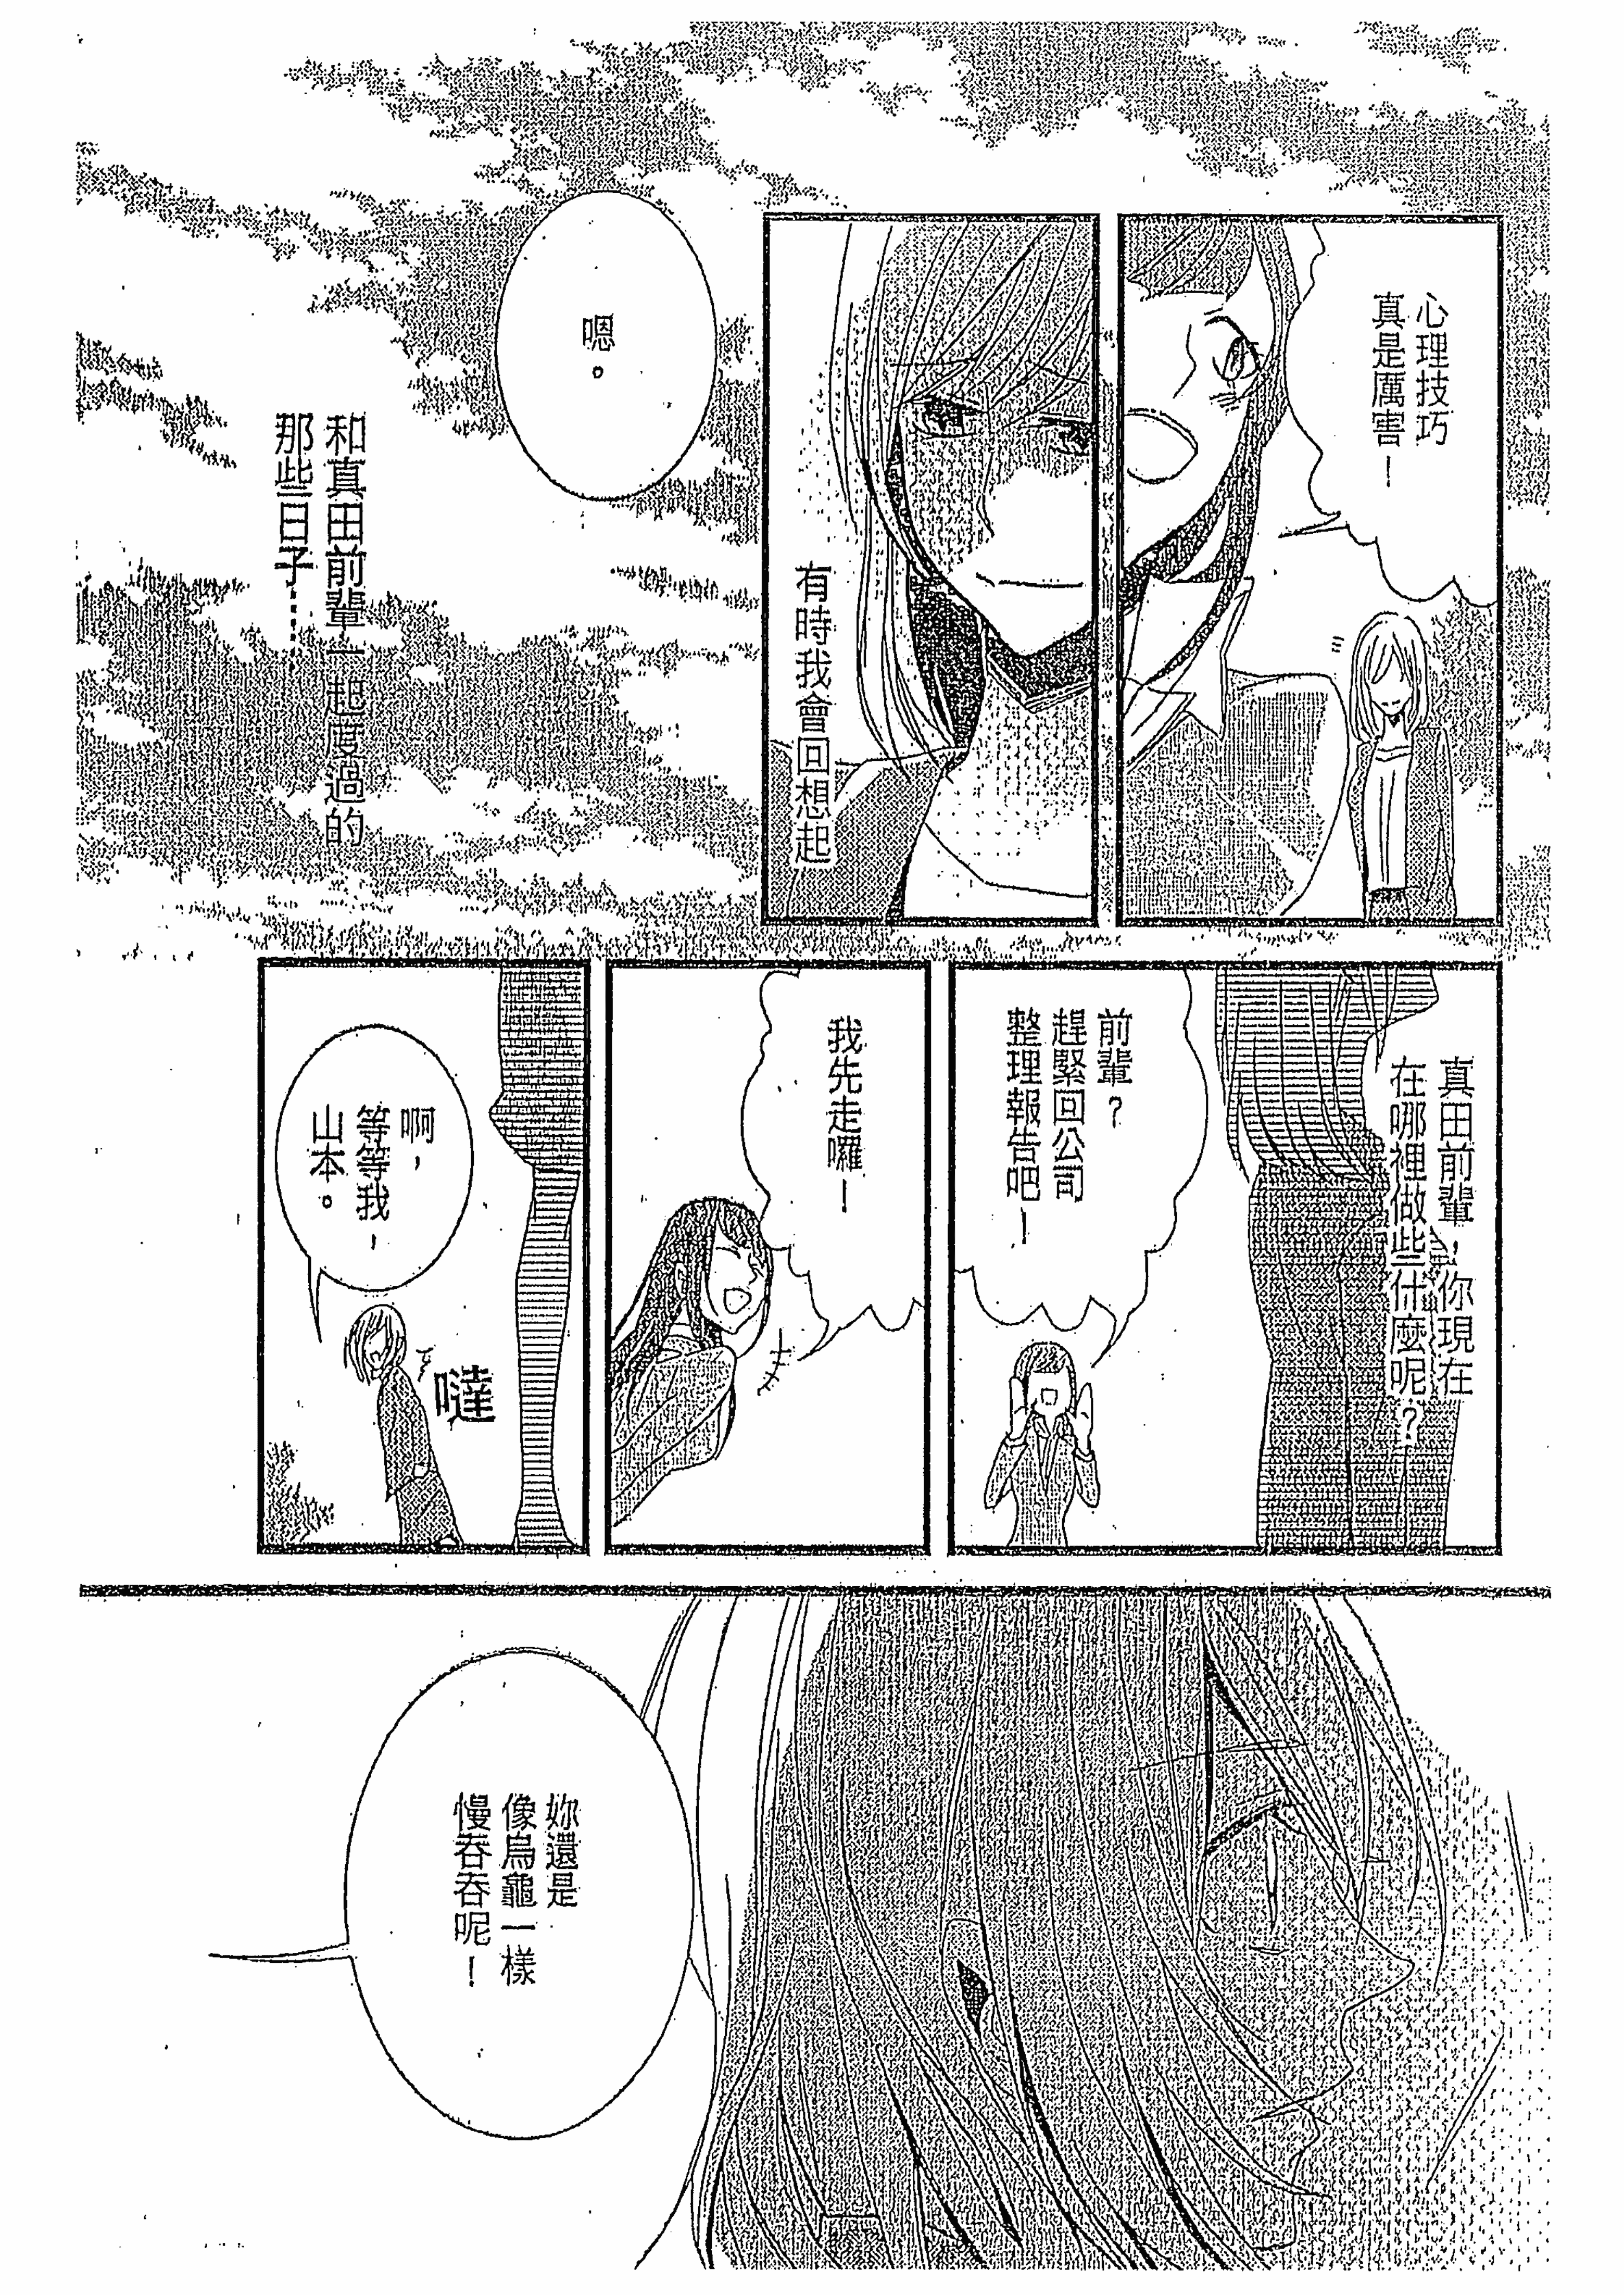 心理技巧
真是厲害！
有時我會回想起
嗯。
和真田前輩一起度過的
那些日子……
真田前輩，你現在
在哪裡做些什麼呢？
前輩？
趕緊回公司
整理報告吧！
我先走囉！
啊，
等等我，
山本。
噠
妳還是
像烏龜一樣
慢吞吞呢！